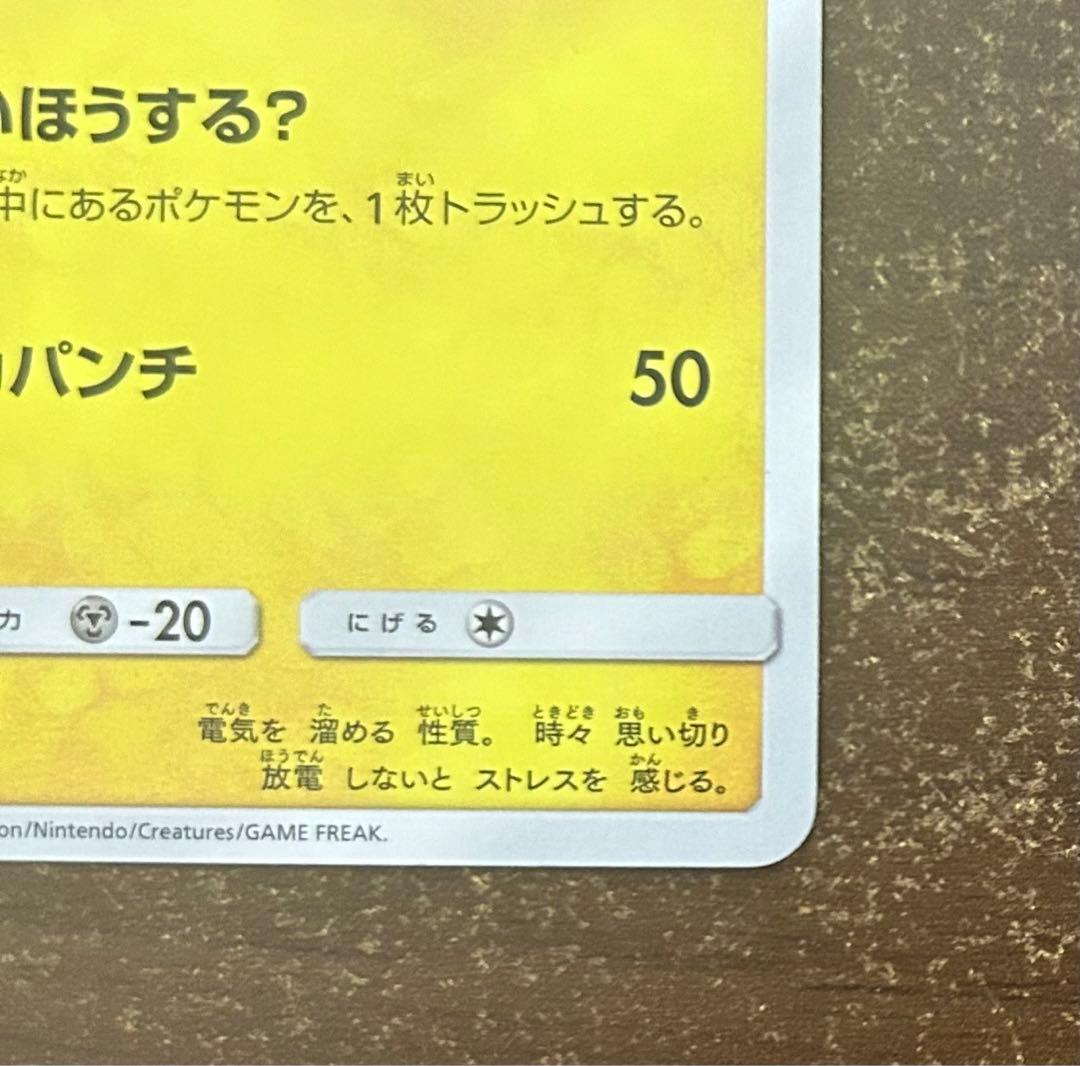 いほうする?
中にあるポケモンを、1枚トラッシュする。
パンチ 50
力 -20 にげる
電気を 溜める 性質。 時々 思い切り
放電 しないと ストレスを 感じる。
on/Nintendo/Creatures/GAME FREAK.